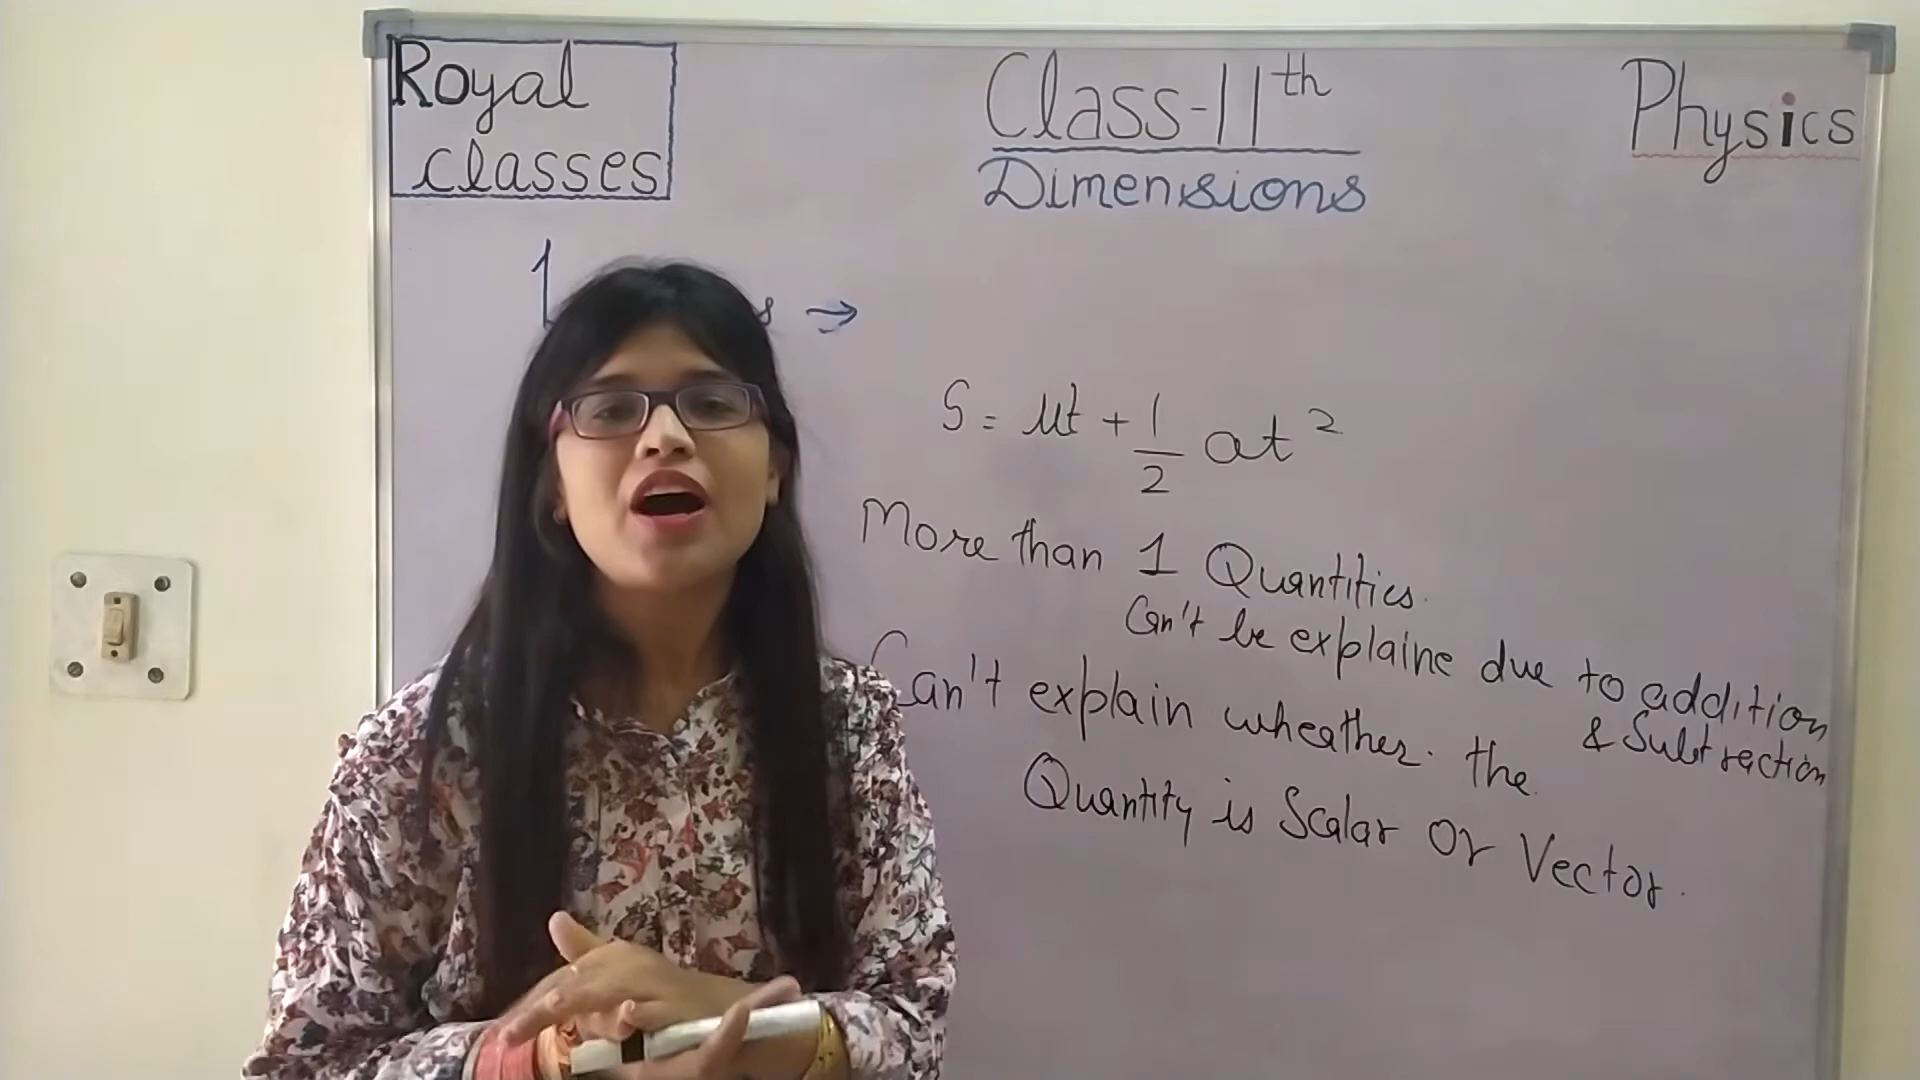 Royal
classes
Class-11th
Dimensions
Physics
→
S = ut + 1/2 at²
More than 1 Quantities.
Can't be explaine due to addition
& Subtrection
Can't explain wheather. the
Quantity is Scalar Or Vector.